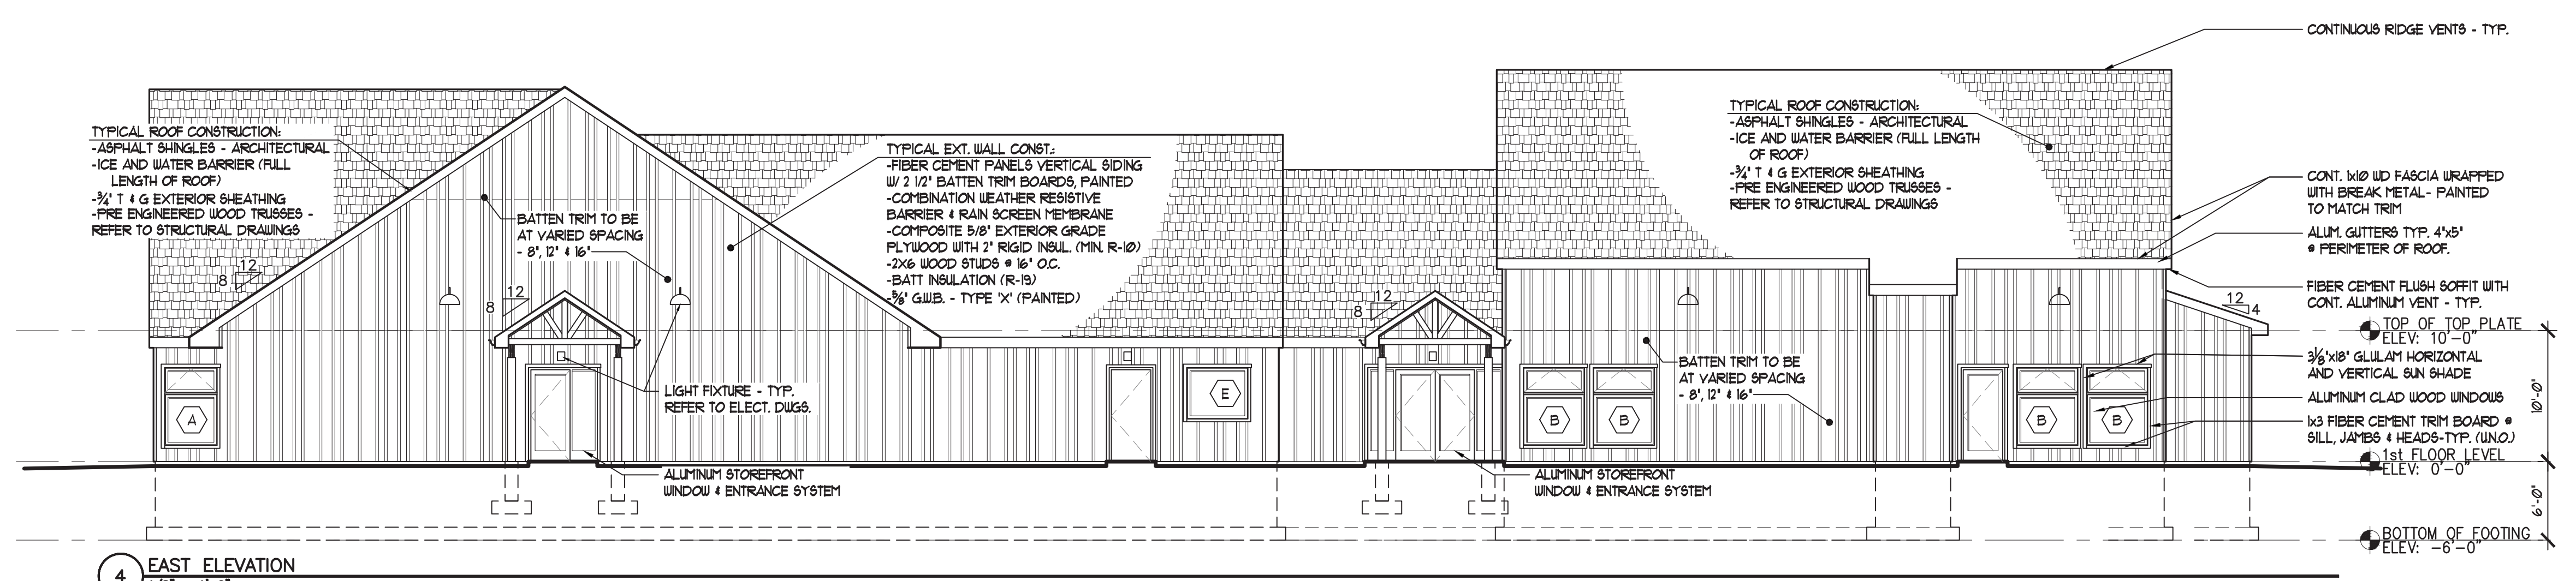 CONTINUOUS RIDGE VENTS - TYP.
TYPICAL ROOF CONSTRUCTION:
-ASPHALT SHINGLES - ARCHITECTURAL
-ICE AND WATER BARRIER (FULL
LENGTH OF ROOF)
-3/4" T & G EXTERIOR SHEATHING
-PRE ENGINEERED WOOD TRUSSES -
REFER TO STRUCTURAL DRAWINGS
12
8
BATTEN TRIM TO BE
AT VARIED SPACING
- 8", 12" & 16"
12
8
TYPICAL EXT. WALL CONST.:
-FIBER CEMENT PANELS VERTICAL SIDING
W/ 2 1/2" BATTEN TRIM BOARDS, PAINTED
-COMBINATION WEATHER RESISTIVE
BARRIER & RAIN SCREEN MEMBRANE
-COMPOSITE 5/8" EXTERIOR GRADE
PLYWOOD WITH 2" RIGID INSUL. (MIN. R-10)
-2X6 WOOD STUDS @ 16" O.C.
-BATT INSULATION (R-19)
-5/8" G.W.B. - TYPE 'X' (PAINTED)
12
8
TYPICAL ROOF CONSTRUCTION:
-ASPHALT SHINGLES - ARCHITECTURAL
-ICE AND WATER BARRIER (FULL LENGTH
OF ROOF)
-3/4" T & G EXTERIOR SHEATHING
-PRE ENGINEERED WOOD TRUSSES -
REFER TO STRUCTURAL DRAWINGS
CONT. 1x10 WD FASCIA WRAPPED
WITH BREAK METAL- PAINTED
TO MATCH TRIM
ALUM. GUTTERS TYP. 4"x5"
@ PERIMETER OF ROOF.
FIBER CEMENT FLUSH SOFFIT WITH
CONT. ALUMINUM VENT - TYP.
12
4
TOP OF TOP PLATE
ELEV: 10'-0"
3 1/8"x18" GLULAM HORIZONTAL
AND VERTICAL SUN SHADE
ALUMINUM CLAD WOOD WINDOWS
1x3 FIBER CEMENT TRIM BOARD @
SILL, JAMBS & HEADS-TYP. (U.N.O.)
1st FLOOR LEVEL
ELEV: 0'-0"
10'-0"
6'-0"
BOTTOM OF FOOTING
ELEV: -6'-0"
BATTEN TRIM TO BE
AT VARIED SPACING
- 8", 12" & 16"
LIGHT FIXTURE - TYP.
REFER TO ELECT. DWGS.
A
E
B
B
B
B
ALUMINUM STOREFRONT
WINDOW & ENTRANCE SYSTEM
ALUMINUM STOREFRONT
WINDOW & ENTRANCE SYSTEM
4
EAST ELEVATION